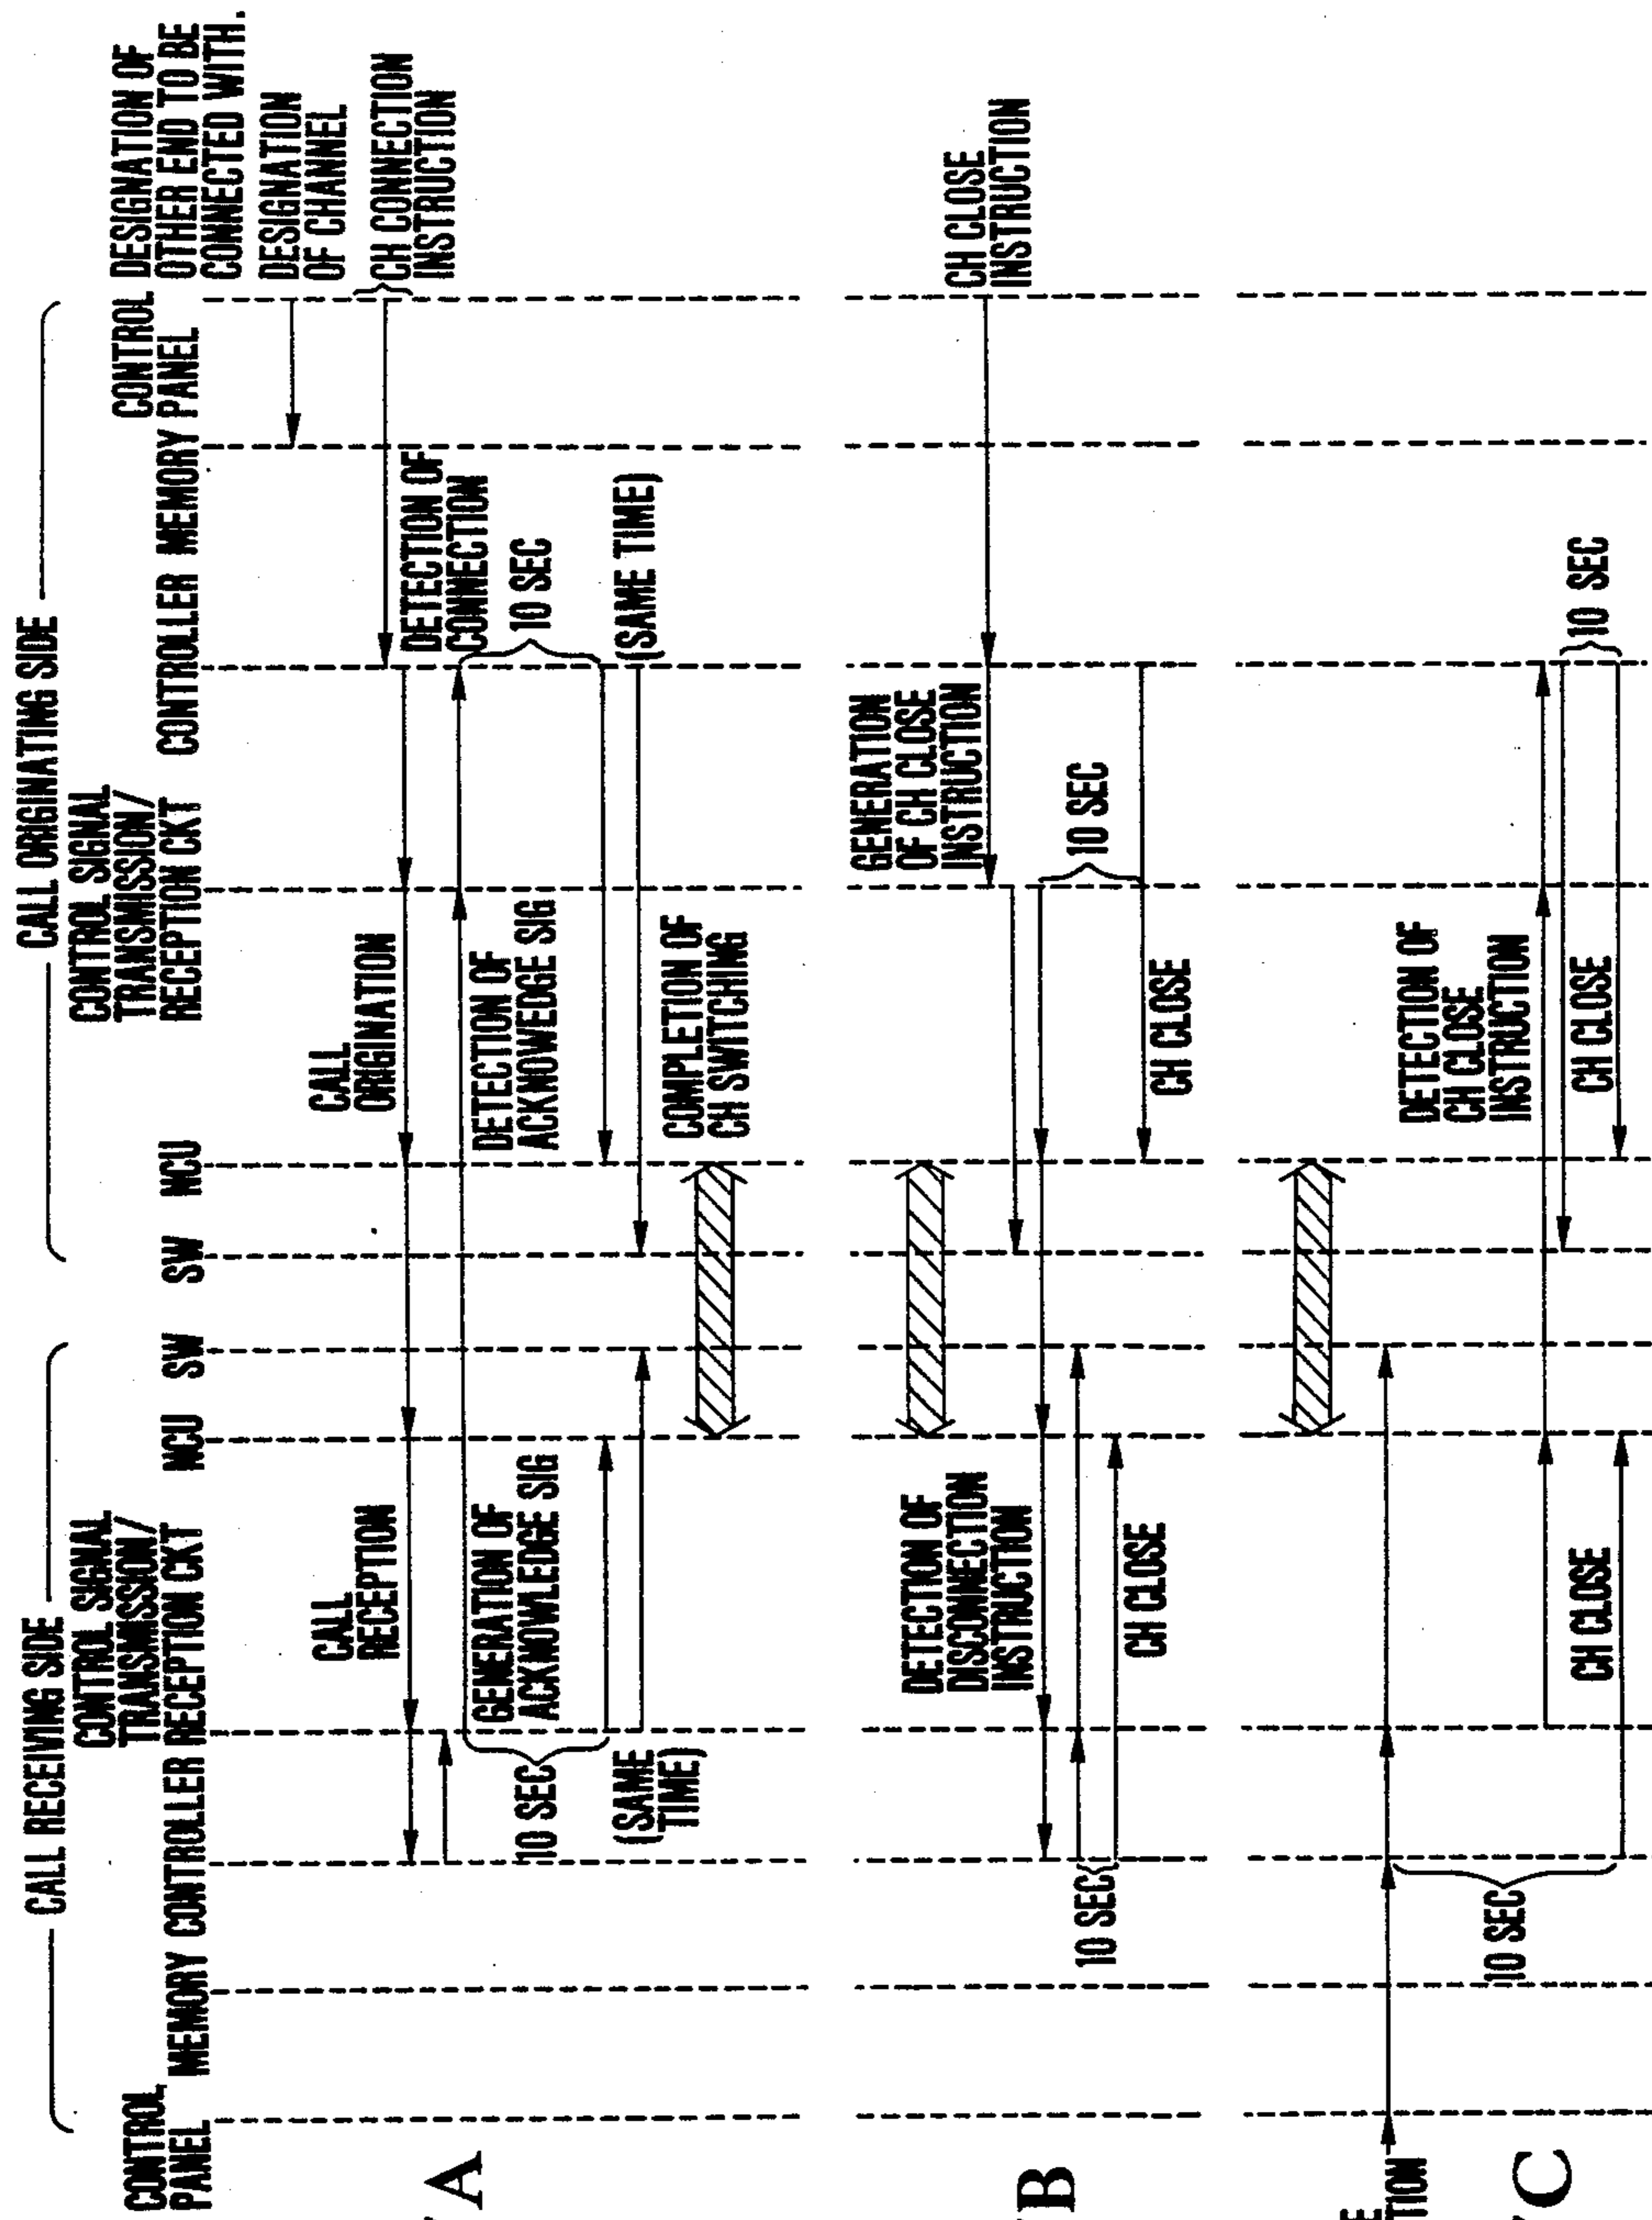 CALL RECEIVING SIDE
CALL ORIGINATING SIDE
CONTROL
PANEL
MEMORY
CONTROLLER
CONTROL SIGNAL
TRANSMISSION/
RECEPTION CKT
NCU
SW
SW
NCU
CONTROL SIGNAL
TRANSMISSION/
RECEPTION CKT
CONTROLLER
MEMORY
CONTROL
PANEL
DESIGNATION OF
OTHER END TO BE
CONNECTED WITH.
DESIGNATION
OF CHANNEL
CH CONNECTION
INSTRUCTION
A
CALL
RECEPTION
CALL
ORIGINATION
DETECTION OF
CONNECTION
GENERATION OF
ACKNOWLEDGE SIG
DETECTION OF
ACKNOWEDGE SIG
10 SEC
10 SEC
(SAME
TIME)
(SAME TIME)
COMPLETION OF
CH SWITCHING
B
GENERATION
OF CH CLOSE
INSTRUCTION
CH CLOSE
INSTRUCTION
DETECTION OF
DISCONNECTION
INSTRUCTION
10 SEC
10 SEC
CH CLOSE
CH CLOSE
C
DETECTION OF
CH CLOSE
INSTRUCTION
10 SEC
CH CLOSE
CH CLOSE
10 SEC